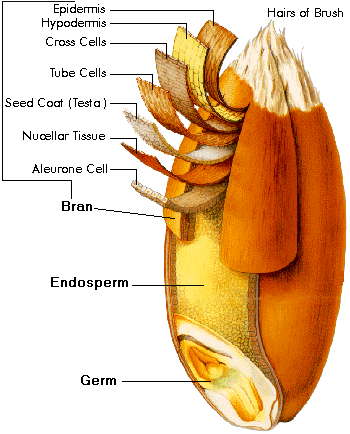 Epidermis
Hairs of Brush
Hypodermis
Cross Cells
Tube Cells
Seed Coat (Testa)
Nucellar Tissue
Aleurone Cell
Bran
Endosperm
Germ